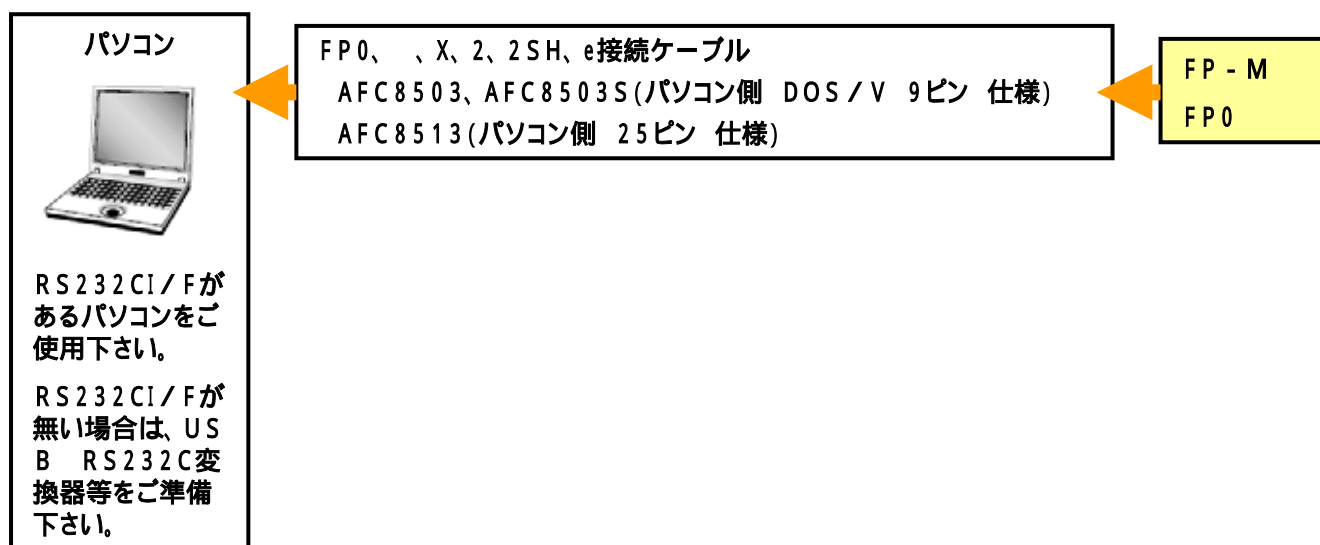 パソコン
RS232CI/Fが
あるパソコンをご
使用下さい。
RS232CI/Fが
無い場合は、US
B RS232C変
換器等をご準備
下さい。
FP0、 、X、2、2SH、e接続ケーブル
AFC8503、AFC8503S(パソコン側 DOS/V 9ピン 仕様)
AFC8513(パソコン側 25ピン 仕様)
FP-M
FP0